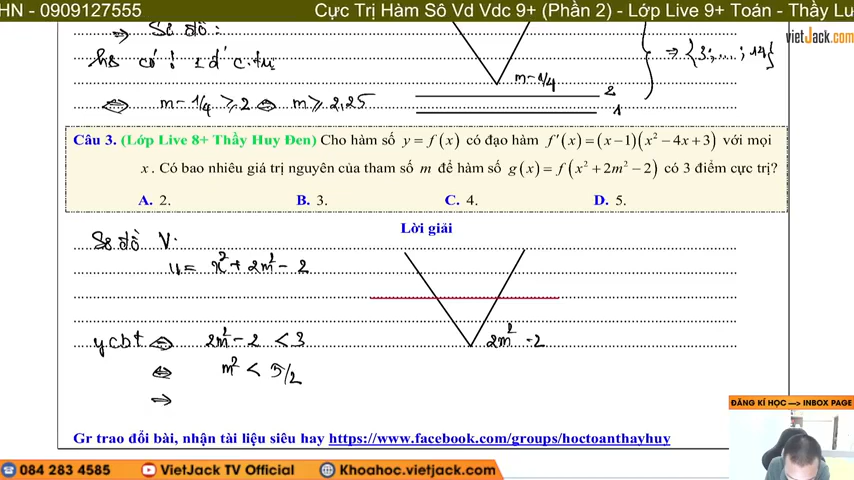 HN - 0909127555
Cực Trị Hàm Số Vd Vdc 9+ (Phần 2) - Lớp Live 9+ Toán - Thầy Lu
vietJack.com
⇒ Sơ đồ:
hs có 1 đ' c.trị
m-1/4
2
1
⇒ {3;...; 14}
⇔ m-1/4 ≥ 2 ⇔ m ≥ 2,25
Câu 3. (Lớp Live 8+ Thầy Huy Đen) Cho hàm số y = f(x) có đạo hàm f'(x) = (x−1)(x² − 4x + 3) với mọi
x. Có bao nhiêu giá trị nguyên của tham số m để hàm số g(x) = f(x² + 2m² − 2) có 3 điểm cực trị?
A. 2. B. 3. C. 4. D. 5.
Lời giải
Sơ đồ V.
u = x² + 2m² - 2
ycbt ⇔ 2m² - 2 < 3
2m² - 2
⇔ m² < 5/2
⇒
ĐĂNG KÍ HỌC —> INBOX PAGE
Gr trao đổi bài, nhận tài liệu siêu hay https://www.facebook.com/groups/hoctoanthayhuy
084 283 4585 VietJack TV Official Khoahoc.vietjack.com